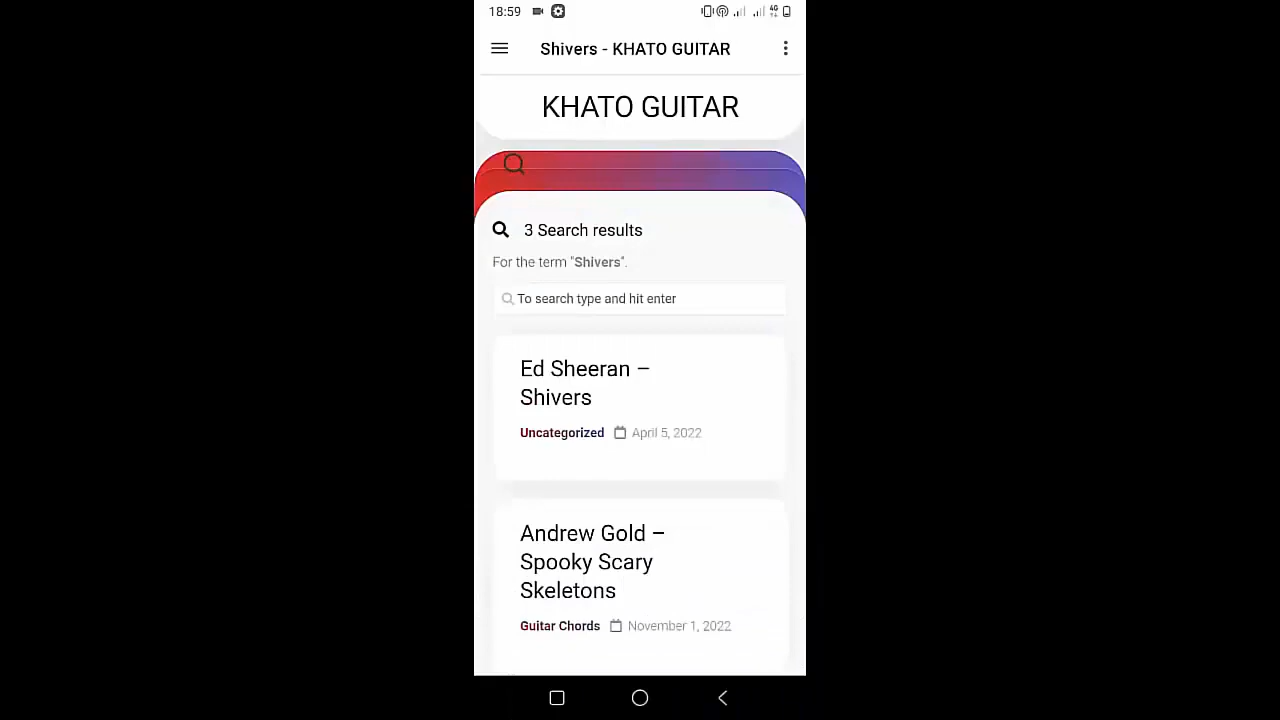 18:59
4G
Shivers - KHATO GUITAR
KHATO GUITAR
3 Search results
For the term "Shivers".
To search type and hit enter
Ed Sheeran –
Shivers
Uncategorized April 5, 2022
Andrew Gold –
Spooky Scary
Skeletons
Guitar Chords November 1, 2022